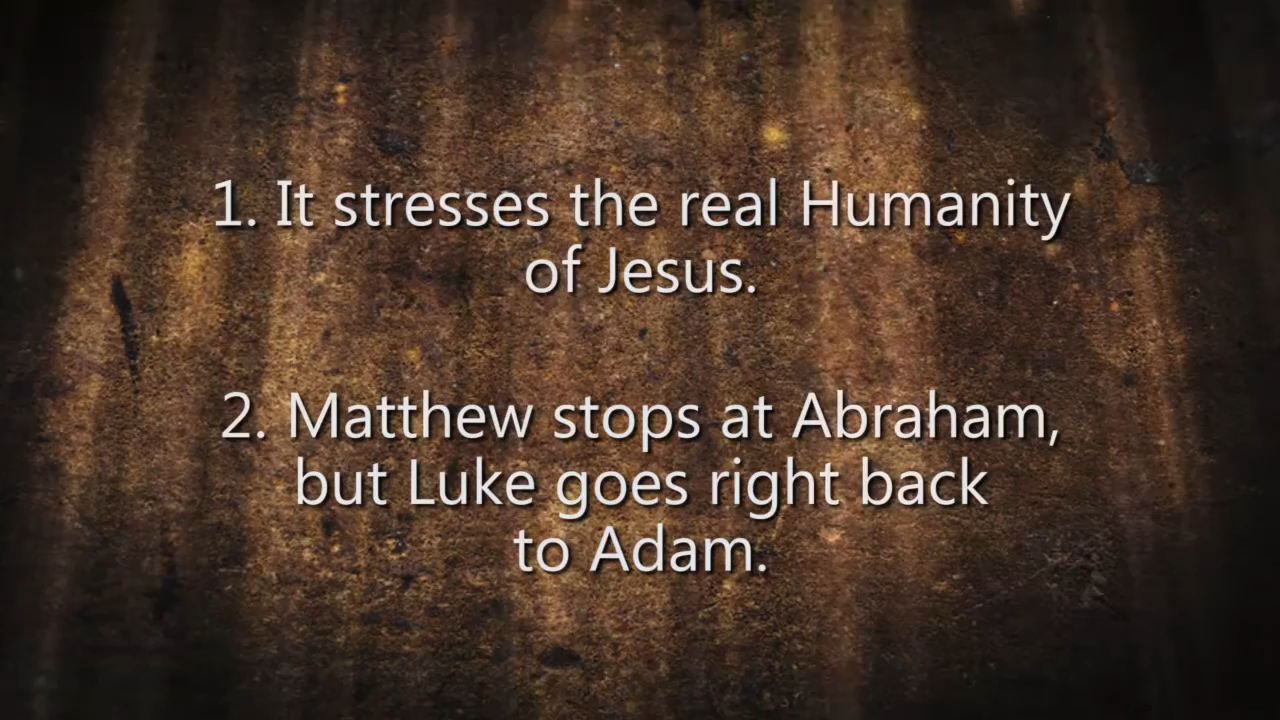 1. It stresses the real Humanity
of Jesus.
2. Matthew stops at Abraham,
but Luke goes right back
to Adam.